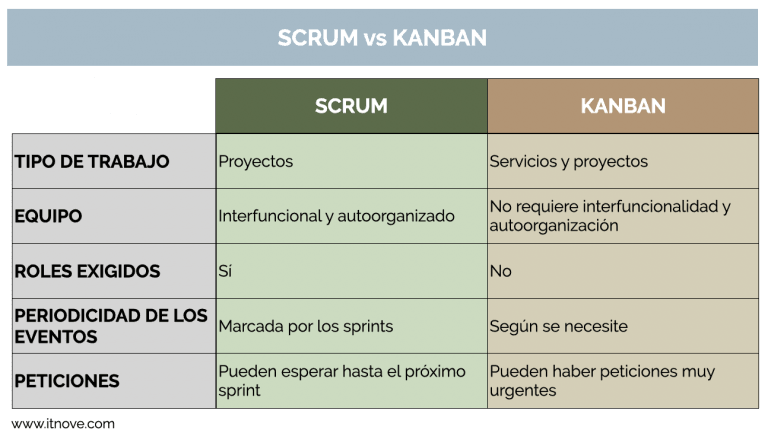 SCRUM vs KANBAN
SCRUM
KANBAN
TIPO DE TRABAJO
Proyectos
Servicios y proyectos
EQUIPO
Interfuncional y autoorganizado
No requiere interfuncionalidad y
autoorganización
ROLES EXIGIDOS
Sí
No
PERIODICIDAD DE LOS
EVENTOS
Marcada por los sprints
Según se necesite
PETICIONES
Pueden esperar hasta el próximo
sprint
Pueden haber peticiones muy
urgentes
www.itnove.com